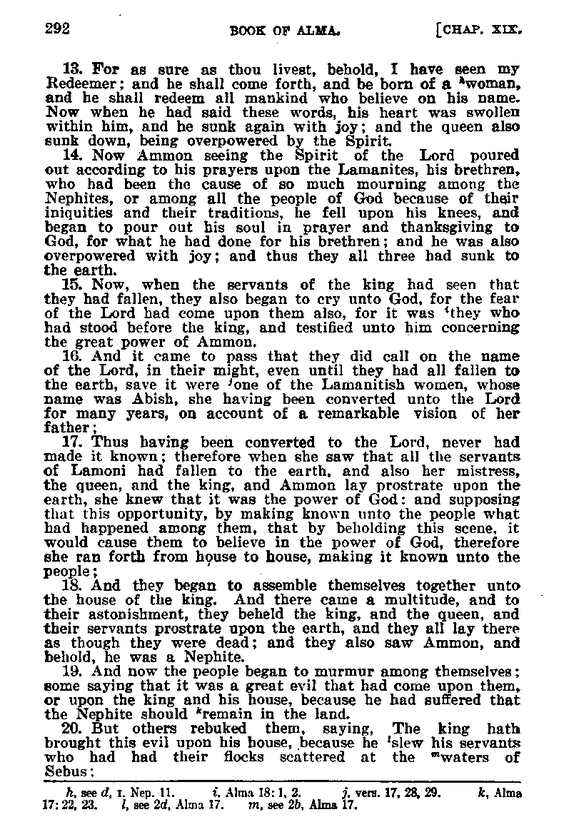 292 BOOK OF ALMA. [CHAP. XIX.
13. For as sure as thou livest, behold, I have seen my
Redeemer; and he shall come forth, and be born of a ʰwoman,
and he shall redeem all mankind who believe on his name.
Now when he had said these words, his heart was swollen
within him, and he sunk again with joy; and the queen also
sunk down, being overpowered by the Spirit.
14. Now Ammon seeing the Spirit of the Lord poured
out according to his prayers upon the Lamanites, his brethren,
who had been the cause of so much mourning among the
Nephites, or among all the people of God because of their
iniquities and their traditions, he fell upon his knees, and
began to pour out his soul in prayer and thanksgiving to
God, for what he had done for his brethren; and he was also
overpowered with joy; and thus they all three had sunk to
the earth.
15. Now, when the servants of the king had seen that
they had fallen, they also began to cry unto God, for the fear
of the Lord had come upon them also, for it was ⁱthey who
had stood before the king, and testified unto him concerning
the great power of Ammon.
16. And it came to pass that they did call on the name
of the Lord, in their might, even until they had all fallen to
the earth, save it were ʲone of the Lamanitish women, whose
name was Abish, she having been converted unto the Lord
for many years, on account of a remarkable vision of her
father;
17. Thus having been converted to the Lord, never had
made it known; therefore when she saw that all the servants
of Lamoni had fallen to the earth, and also her mistress,
the queen, and the king, and Ammon lay prostrate upon the
earth, she knew that it was the power of God: and supposing
that this opportunity, by making known unto the people what
had happened among them, that by beholding this scene, it
would cause them to believe in the power of God, therefore
she ran forth from house to house, making it known unto the
people;
18. And they began to assemble themselves together unto
the house of the king. And there came a multitude, and to
their astonishment, they beheld the king, and the queen, and
their servants prostrate upon the earth, and they all lay there
as though they were dead; and they also saw Ammon, and
behold, he was a Nephite.
19. And now the people began to murmur among themselves;
some saying that it was a great evil that had come upon them,
or upon the king and his house, because he had suffered that
the Nephite should ᵏremain in the land.
20. But others rebuked them, saying, The king hath
brought this evil upon his house, because he ˡslew his servants
who had had their flocks scattered at the ᵐwaters of
Sebus;
h, see d, 1. Nep. 11. i, Alma 18: 1, 2. j, vers. 17, 28, 29. k, Alma
17: 22, 23. l, see 2d, Alma 17. m, see 2b, Alma 17.